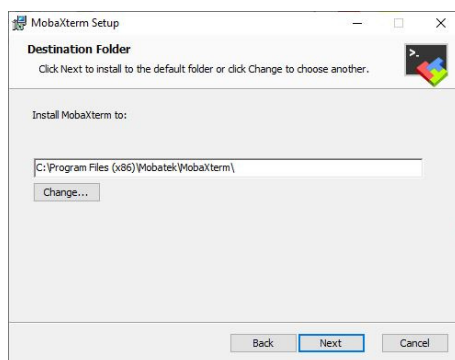 MobaXterm Setup
Destination Folder
Click Next to install to the default folder or click Change to choose another.
Install MobaXterm to:
C:\Program Files (x86)\Mobatek\MobaXterm\
Change...
Back Next Cancel